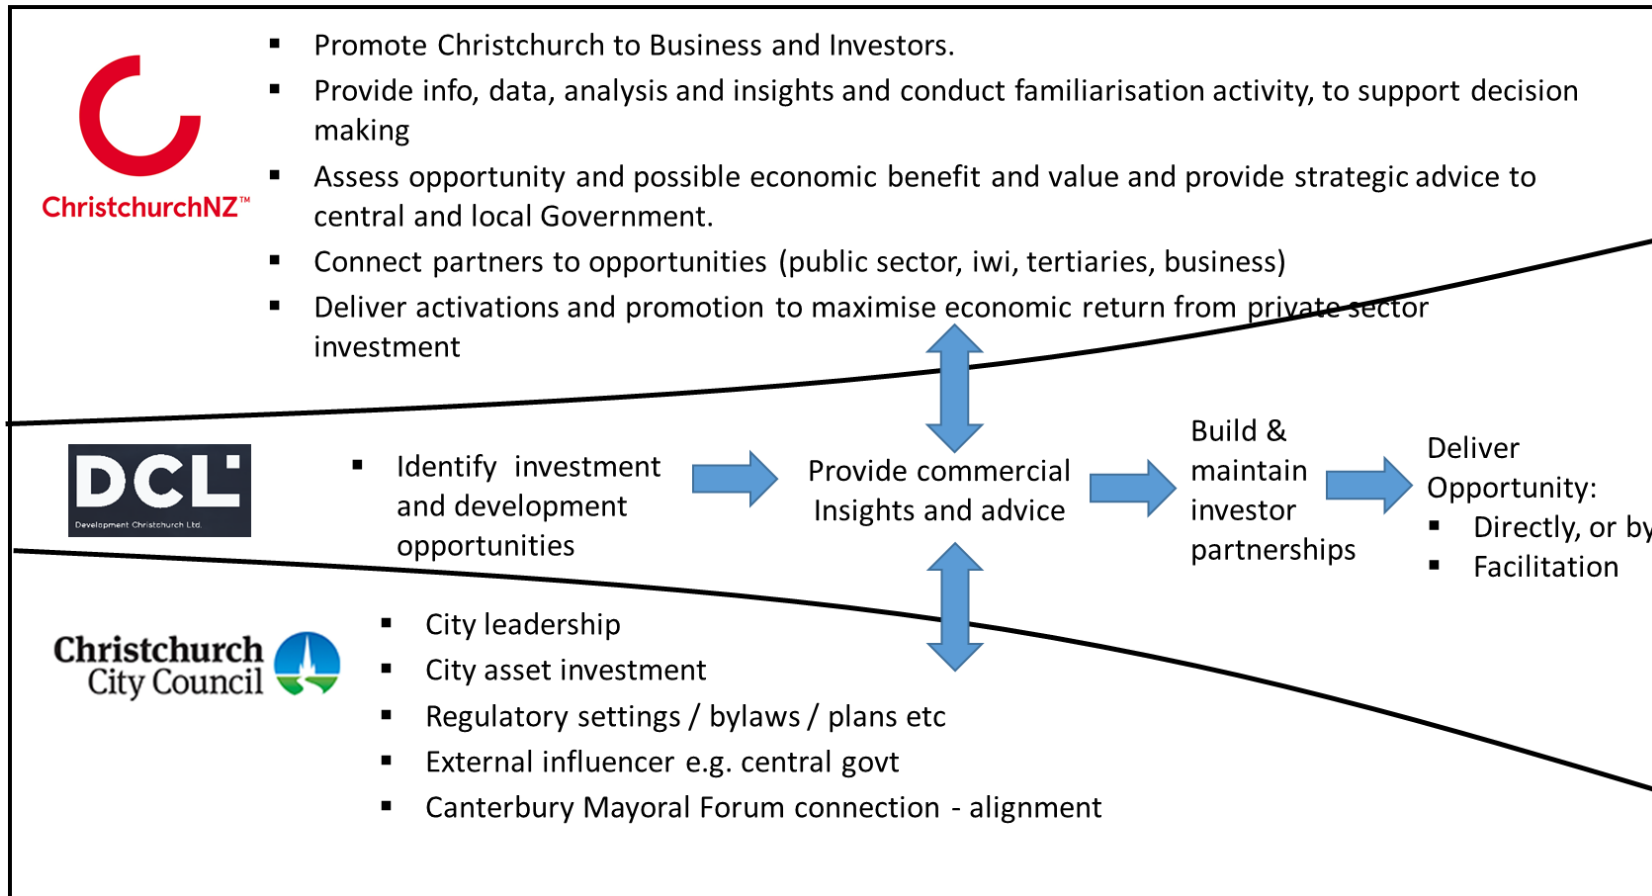 ▪ Promote Christchurch to Business and Investors.
▪ Provide info, data, analysis and insights and conduct familiarisation activity, to support decision
making
▪ Assess opportunity and possible economic benefit and value and provide strategic advice to
central and local Government.
▪ Connect partners to opportunities (public sector, iwi, tertiaries, business)
▪ Deliver activations and promotion to maximise economic return from private sector
investment
ChristchurchNZ™
DCL
Development Christchurch Ltd.
▪ Identify investment
and development
opportunities
Provide commercial
Insights and advice
Build &
maintain
investor
partnerships
Deliver
Opportunity:
▪ Directly, or by
▪ Facilitation
Christchurch
City Council
▪ City leadership
▪ City asset investment
▪ Regulatory settings / bylaws / plans etc
▪ External influencer e.g. central govt
▪ Canterbury Mayoral Forum connection - alignment